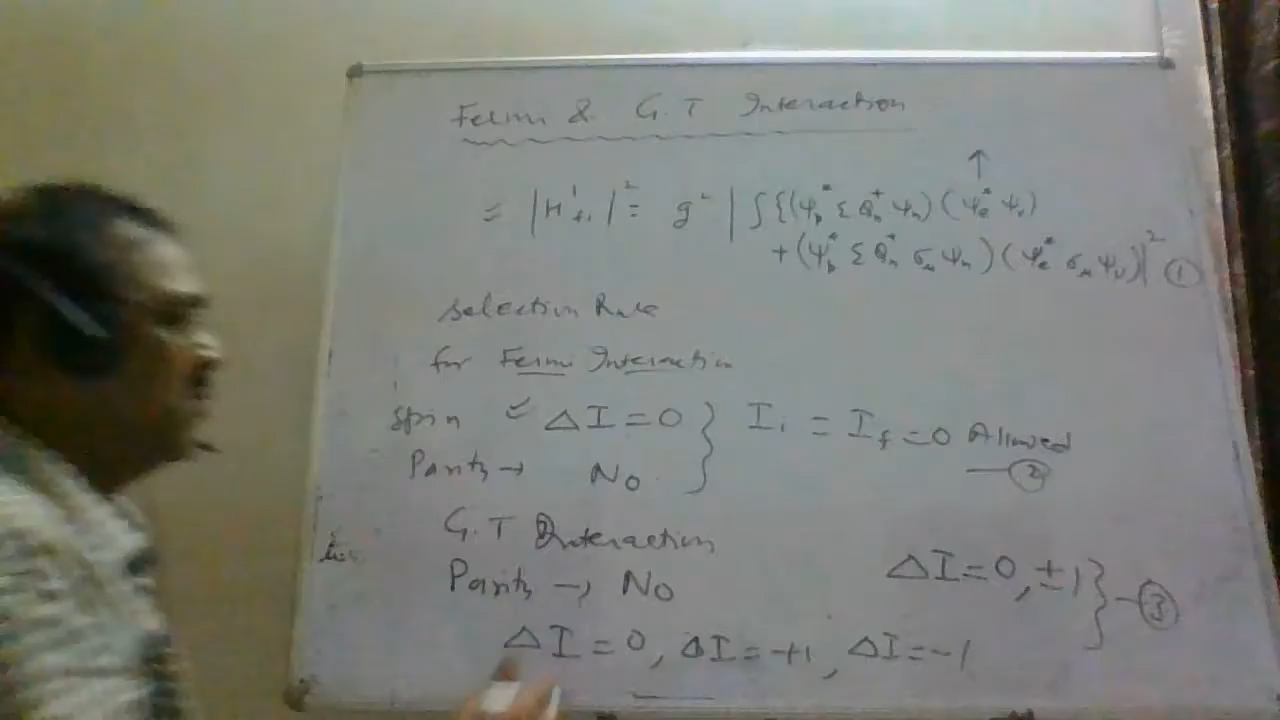 Fermi & G.T Interaction
= |H'fi|² = g² | ∫ {(ψp* Σ Qn⁺ ψn) (ψe* ψν)
+ (ψp* Σ Qn⁺ σμ ψn) (ψe* σμ ψν)|² ①
Selection Rule
for Fermi Interaction
Spin ΔI = 0 } Ii = If = 0 Allowed
Parity → No — ②
G.T Interaction
Parity → No ΔI = 0, ±1 } — ③
ΔI = 0, ΔI = +1, ΔI = -1